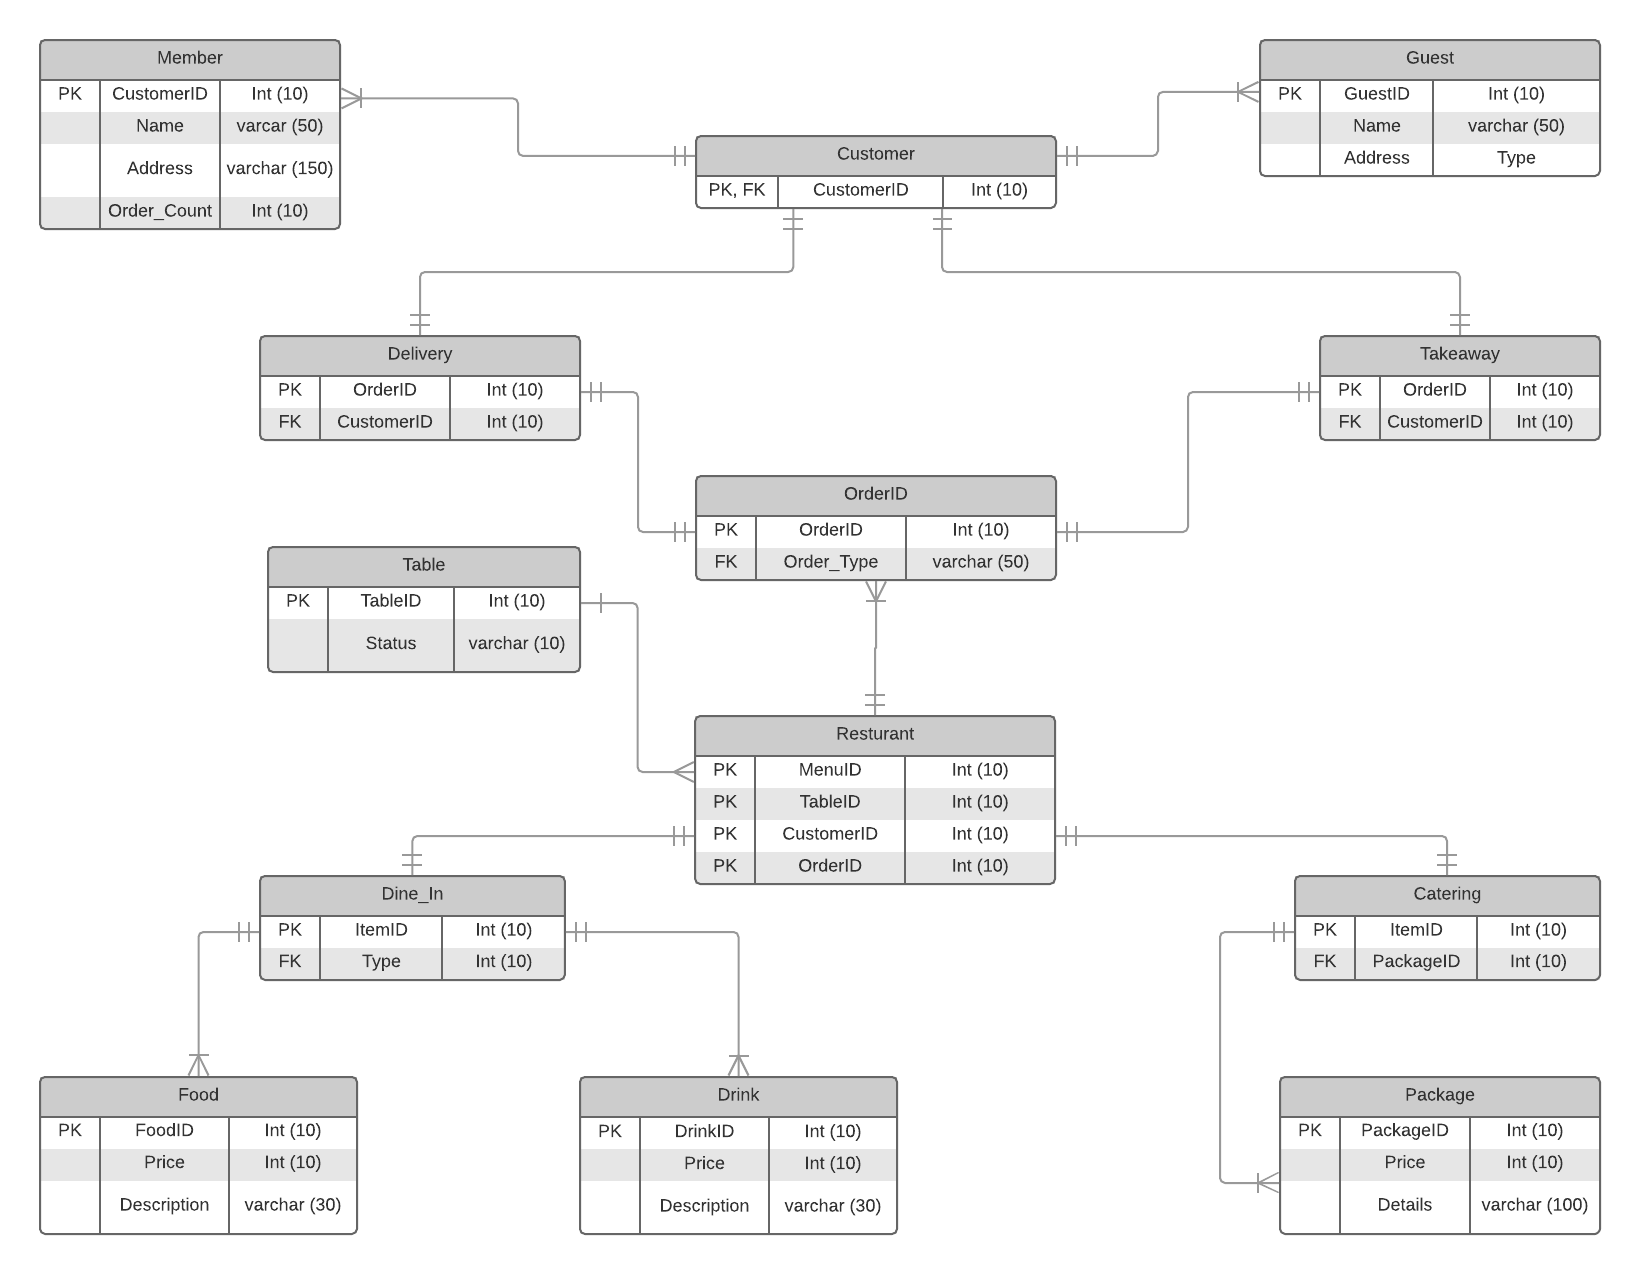 Member
PK CustomerID Int (10)
Name varcar (50)
Address varchar (150)
Order_Count Int (10)
Guest
PK GuestID Int (10)
Name varchar (50)
Address Type
Customer
PK, FK CustomerID Int (10)
Delivery
PK OrderID Int (10)
FK CustomerID Int (10)
Takeaway
PK OrderID Int (10)
FK CustomerID Int (10)
OrderID
PK OrderID Int (10)
FK Order_Type varchar (50)
Table
PK TableID Int (10)
Status varchar (10)
Resturant
PK MenuID Int (10)
PK TableID Int (10)
PK CustomerID Int (10)
PK OrderID Int (10)
Dine_In
PK ItemID Int (10)
FK Type Int (10)
Catering
PK ItemID Int (10)
FK PackageID Int (10)
Food
PK FoodID Int (10)
Price Int (10)
Description varchar (30)
Drink
PK DrinkID Int (10)
Price Int (10)
Description varchar (30)
Package
PK PackageID Int (10)
Price Int (10)
Details varchar (100)